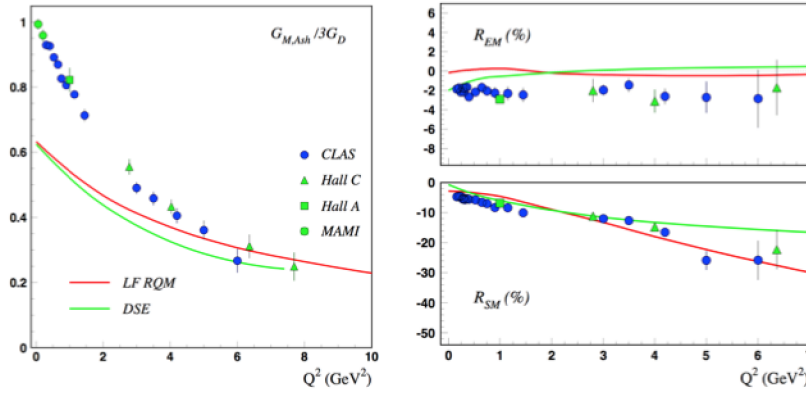 G_{M,Ash}/3G_D
1
0.8
0.6
0.4
0.2
0
CLAS
Hall C
Hall A
MAMI
LF RQM
DSE
0 2 4 6 8 10
Q² (GeV²)
R_{EM} (%)
6
4
2
0
-2
-4
-6
-8
R_{SM} (%)
0
-10
-20
-30
-40
-50
0 1 2 3 4 5 6 7
Q² (GeV²)